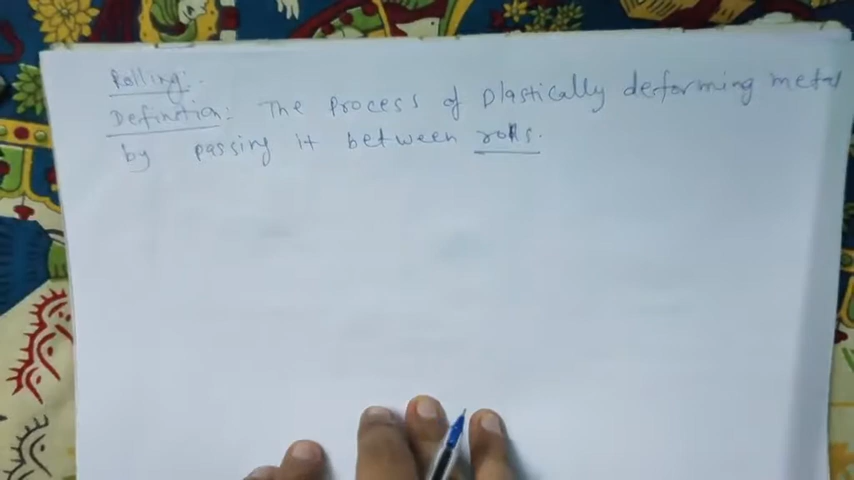 Rolling:-
Definition: The Process of Plastically deforming metal
by passing it between rolls.